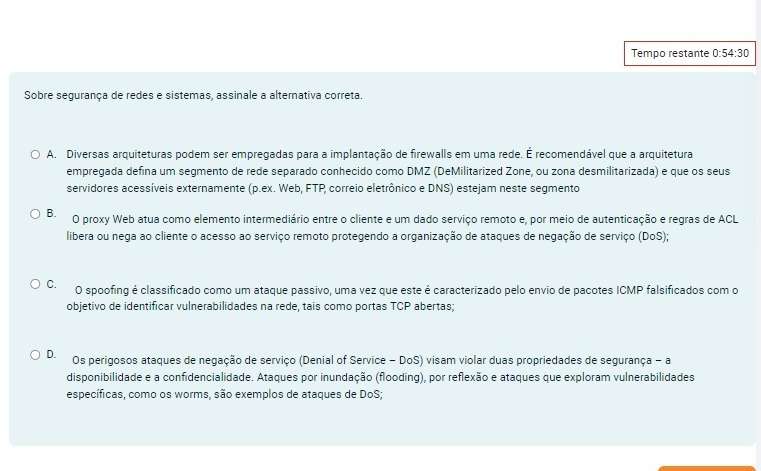 Tempo restante 0:54:30
Sobre segurança de redes e sistemas, assinale a alternativa correta.
A. Diversas arquiteturas podem ser empregadas para a implantação de firewalls em uma rede. É recomendável que a arquitetura
empregada defina um segmento de rede separado conhecido como DMZ (DeMilitarized Zone, ou zona desmilitarizada) e que os seus
servidores acessíveis externamente (p.ex. Web, FTP, correio eletrônico e DNS) estejam neste segmento
B. O proxy Web atua como elemento intermediário entre o cliente e um dado serviço remoto e, por meio de autenticação e regras de ACL
libera ou nega ao cliente o acesso ao serviço remoto protegendo a organização de ataques de negação de serviço (DoS);
C. O spoofing é classificado como um ataque passivo, uma vez que este é caracterizado pelo envio de pacotes ICMP falsificados com o
objetivo de identificar vulnerabilidades na rede, tais como portas TCP abertas;
D. Os perigosos ataques de negação de serviço (Denial of Service – DoS) visam violar duas propriedades de segurança – a
disponibilidade e a confidencialidade. Ataques por inundação (flooding), por reflexão e ataques que exploram vulnerabilidades
específicas, como os worms, são exemplos de ataques de DoS;